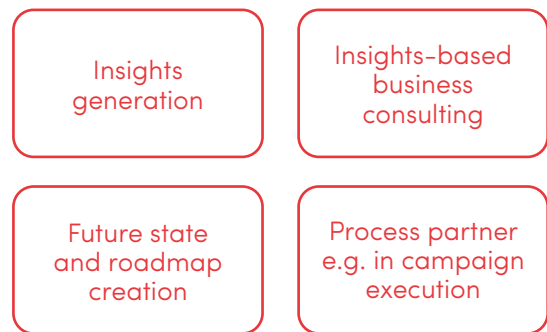 Insights
generation
Insights-based
business
consulting
Future state
and roadmap
creation
Process partner
e.g. in campaign
execution